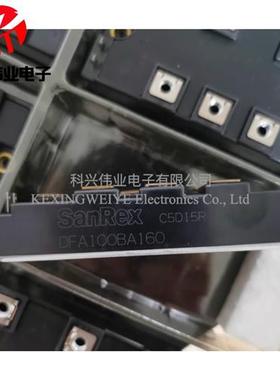 伟业电子
科兴伟业电子有限公司
KEXINGWEIYE Electronics Co.,LTD
SanRex C5D15R
DFA100BA160